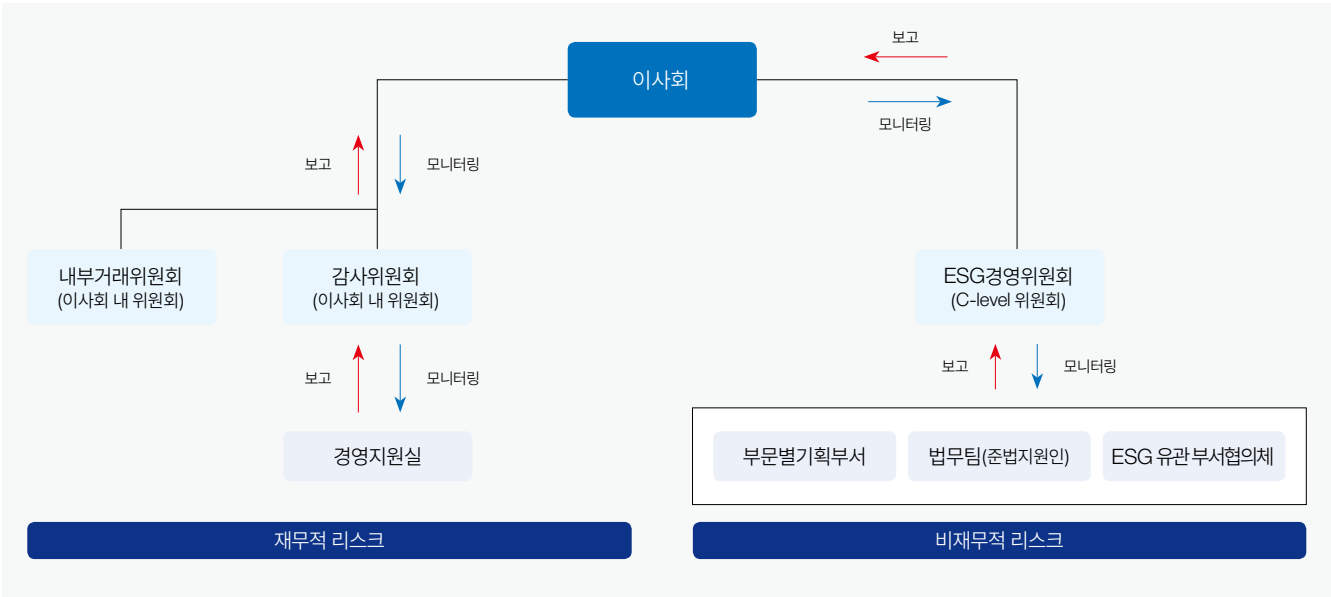 보고
이사회
모니터링
보고
모니터링
내부거래위원회
(이사회 내 위원회)
감사위원회
(이사회 내 위원회)
ESG경영위원회
(C-level 위원회)
보고
모니터링
보고
모니터링
경영지원실
부문별기획부서
법무팀(준법지원인)
ESG 유관 부서협의체
재무적 리스크
비재무적 리스크